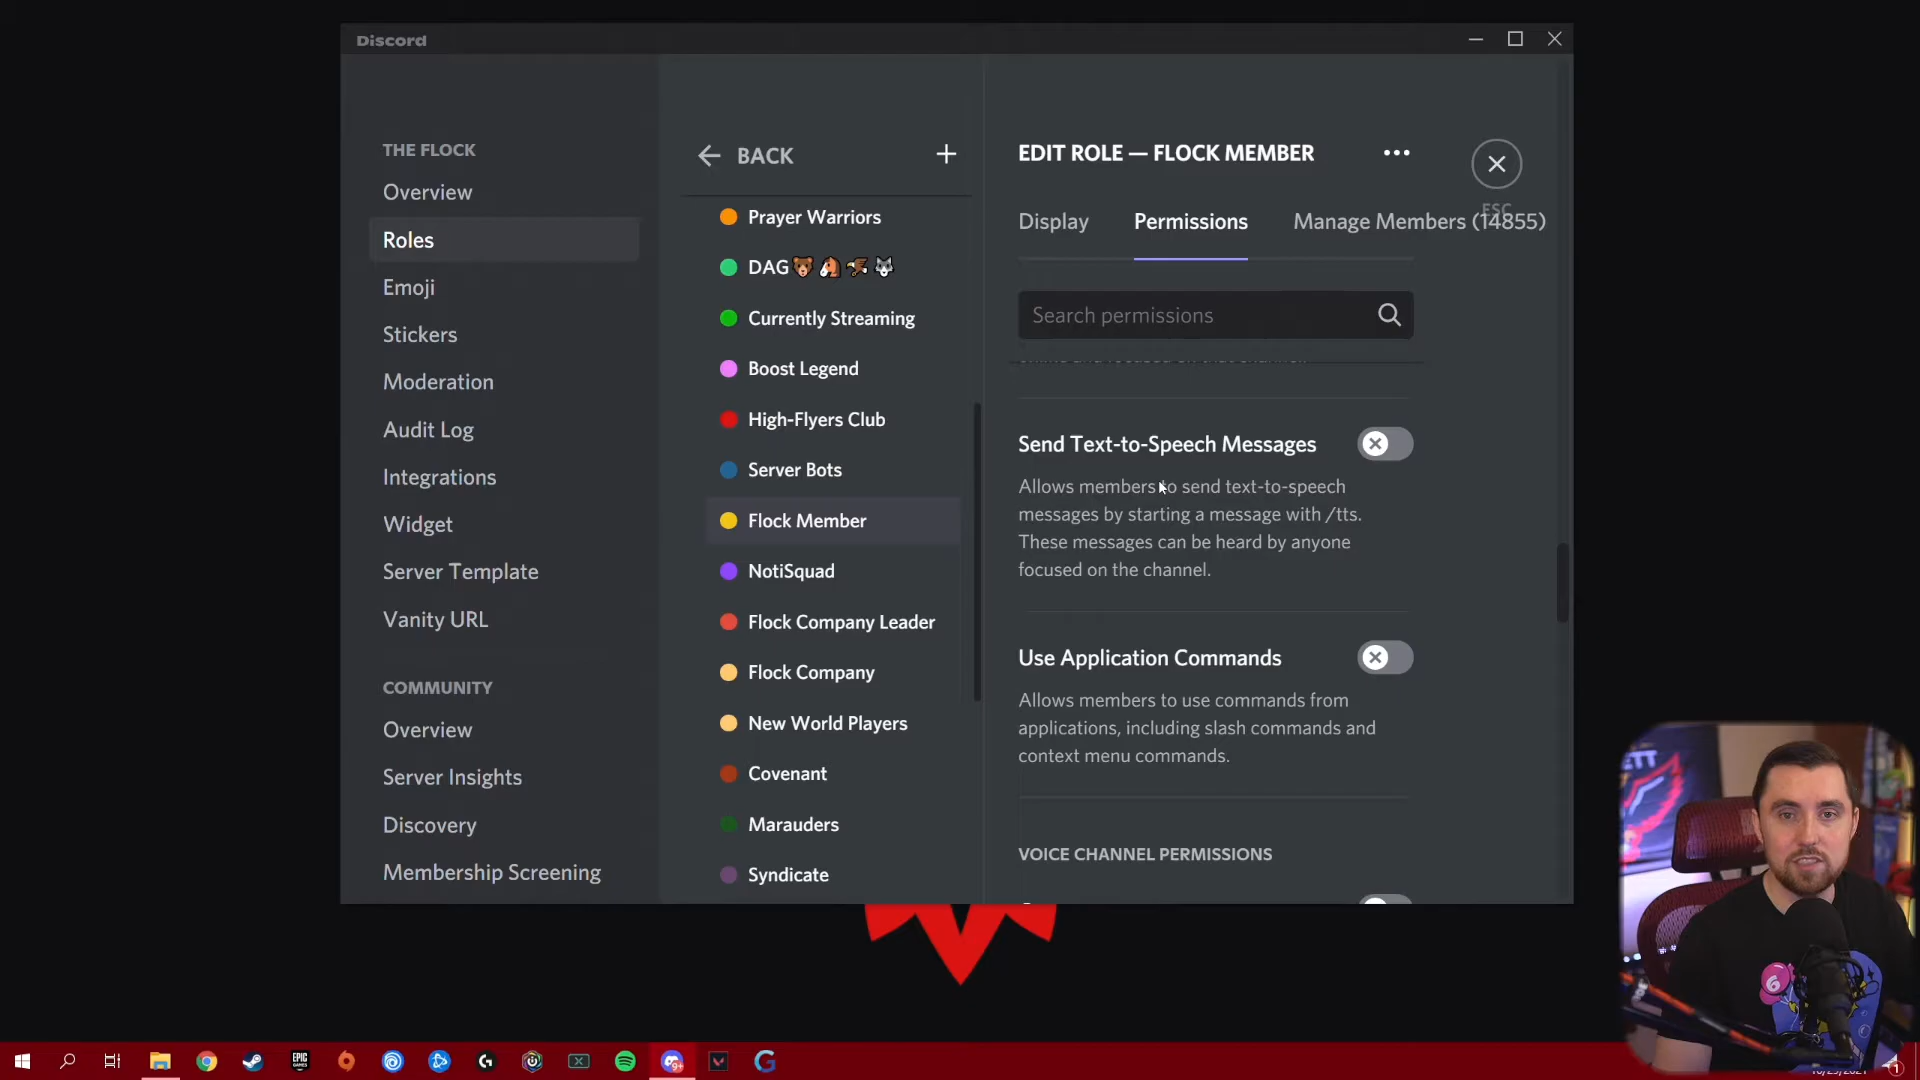 Discord
THE FLOCK
Overview
Roles
Emoji
Stickers
Moderation
Audit Log
Integrations
Widget
Server Template
Vanity URL
COMMUNITY
Overview
Server Insights
Discovery
Membership Screening
BACK
Prayer Warriors
DAG
Currently Streaming
Boost Legend
High-Flyers Club
Server Bots
Flock Member
NotiSquad
Flock Company Leader
Flock Company
New World Players
Covenant
Marauders
Syndicate
EDIT ROLE — FLOCK MEMBER
ESC
Display Permissions Manage Members (14855)
Search permissions
Send Text-to-Speech Messages
Allows members to send text-to-speech
messages by starting a message with /tts.
These messages can be heard by anyone
focused on the channel.
Use Application Commands
Allows members to use commands from
applications, including slash commands and
context menu commands.
VOICE CHANNEL PERMISSIONS
EPIC
GAMES
9+
6
1